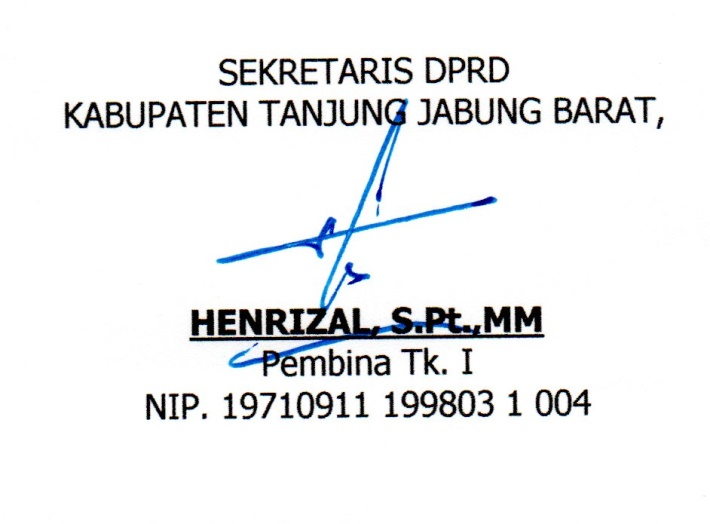 SEKRETARIS DPRD
KABUPATEN TANJUNG JABUNG BARAT,
HENRIZAL, S.Pt.,MM
Pembina Tk. I
NIP. 19710911 199803 1 004